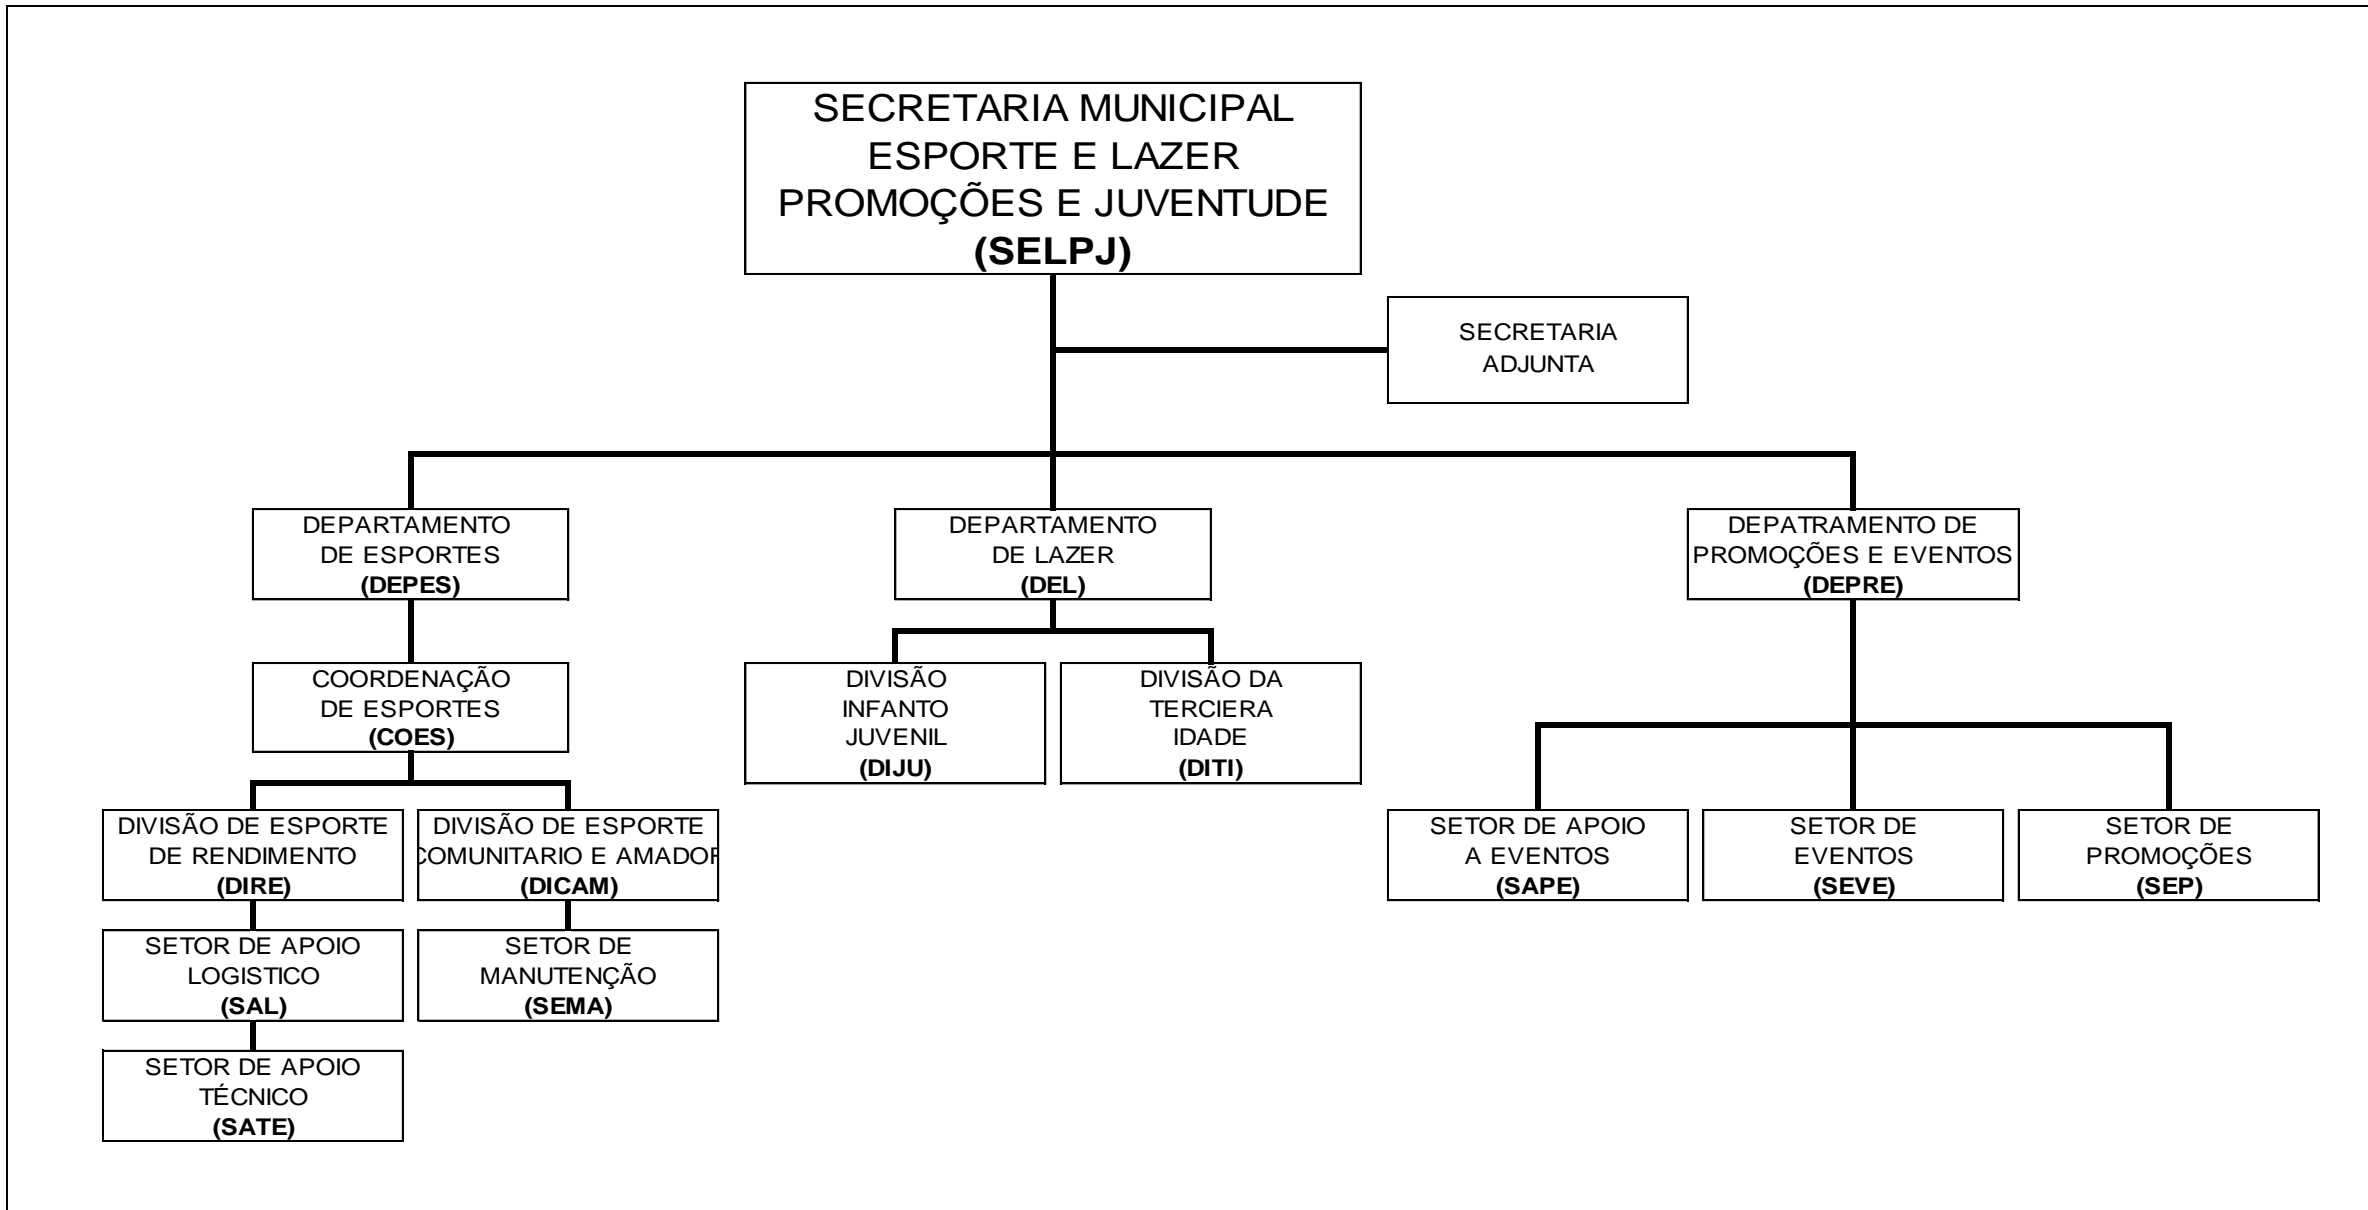 SECRETARIA MUNICIPAL
ESPORTE E LAZER
PROMOÇÕES E JUVENTUDE
(SELPJ)
SECRETARIA
ADJUNTA
DEPARTAMENTO
DE ESPORTES
(DEPES)
DEPARTAMENTO
DE LAZER
(DEL)
DEPATRAMENTO DE
PROMOÇÕES E EVENTOS
(DEPRE)
COORDENAÇÃO
DE ESPORTES
(COES)
DIVISÃO
INFANTO
JUVENIL
(DIJU)
DIVISÃO DA
TERCIERA
IDADE
(DITI)
DIVISÃO DE ESPORTE
DE RENDIMENTO
(DIRE)
DIVISÃO DE ESPORTE
COMUNITARIO E AMADOR
(DICAM)
SETOR DE APOIO
A EVENTOS
(SAPE)
SETOR DE
EVENTOS
(SEVE)
SETOR DE
PROMOÇÕES
(SEP)
SETOR DE APOIO
LOGISTICO
(SAL)
SETOR DE
MANUTENÇÃO
(SEMA)
SETOR DE APOIO
TÉCNICO
(SATE)